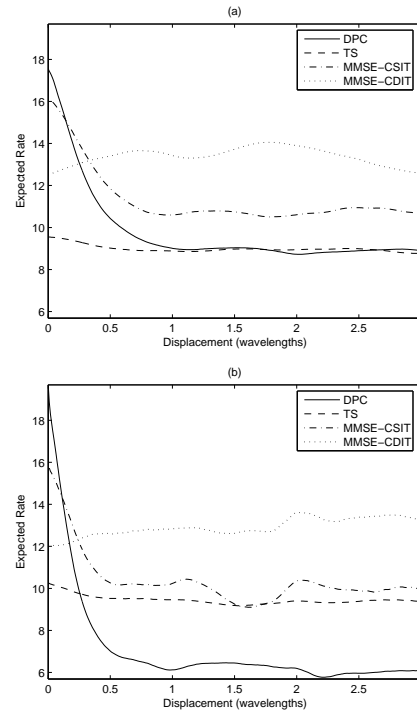 (a)
DPC
TS
MMSE−CSIT
MMSE−CDIT
Expected Rate
18
16
14
12
10
8
6
0 0.5 1 1.5 2 2.5
Displacement (wavelengths)
(b)
DPC
TS
MMSE−CSIT
MMSE−CDIT
Expected Rate
18
16
14
12
10
8
6
0 0.5 1 1.5 2 2.5
Displacement (wavelengths)